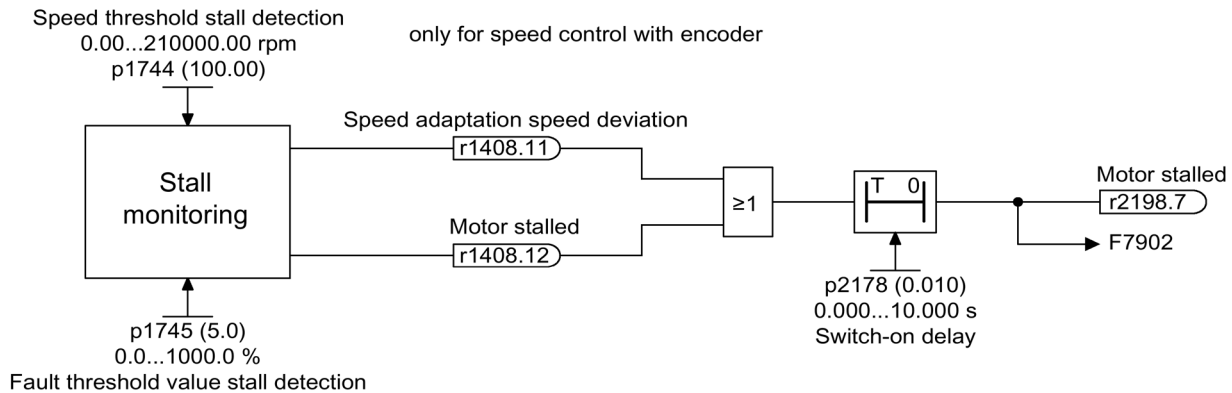 Speed threshold stall detection
0.00...210000.00 rpm
p1744 (100.00)
only for speed control with encoder
Stall
monitoring
Speed adaptation speed deviation
r1408.11
Motor stalled
r1408.12
≥1
T 0
Motor stalled
r2198.7
F7902
p2178 (0.010)
0.000...10.000 s
Switch-on delay
p1745 (5.0)
0.0...1000.0 %
Fault threshold value stall detection